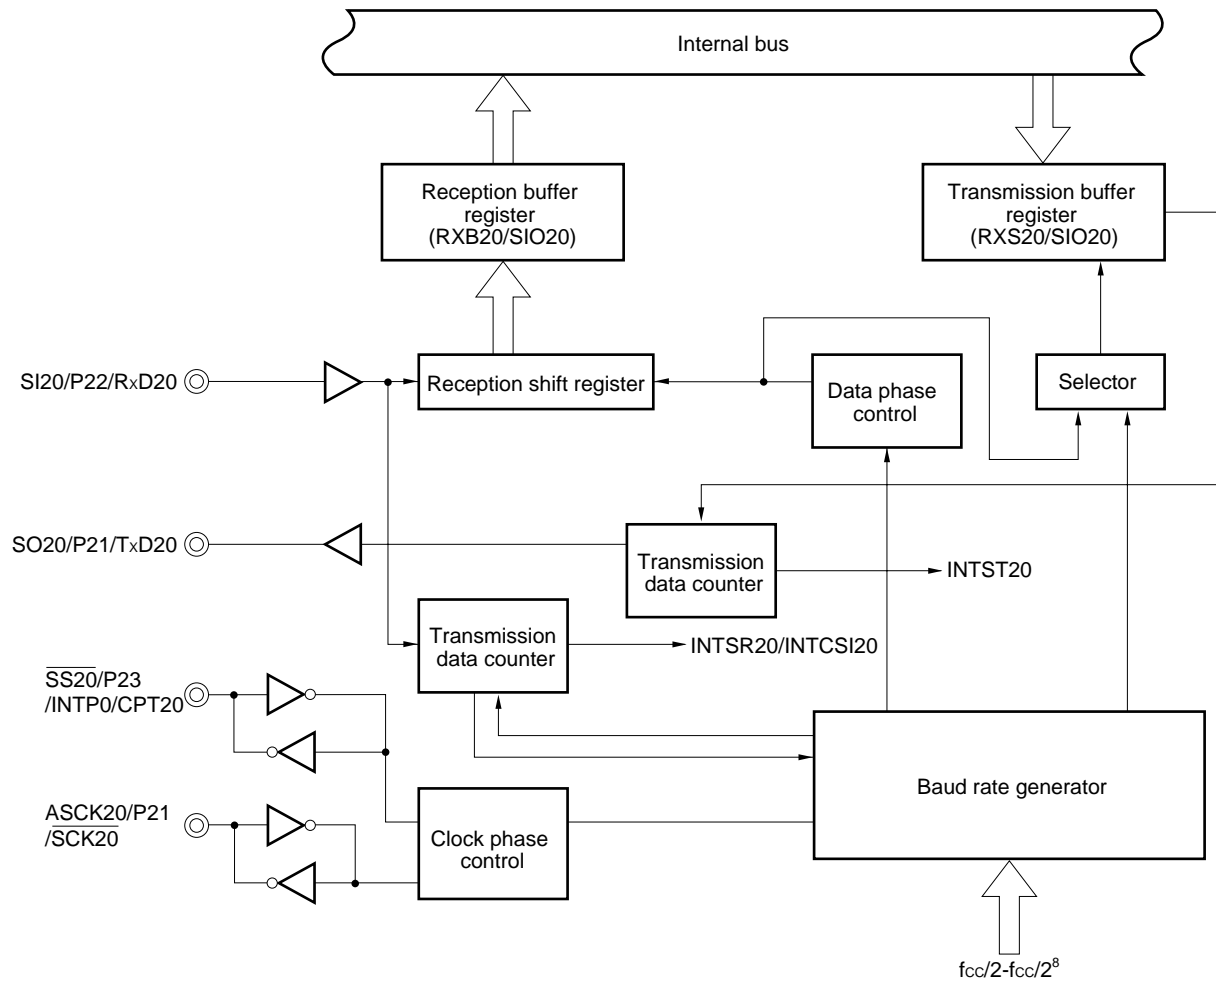 Internal bus
Reception buffer
register
(RXB20/SIO20)
Transmission buffer
register
(RXS20/SIO20)
SI20/P22/RxD20
Reception shift register
Data phase
control
Selector
SO20/P21/TxD20
Transmission
data counter
INTST20
Transmission
data counter
INTSR20/INTCSI20
SS20/P23
/INTP0/CPT20
Baud rate generator
ASCK20/P21
/SCK20
Clock phase
control
fcc/2-fcc/2⁸